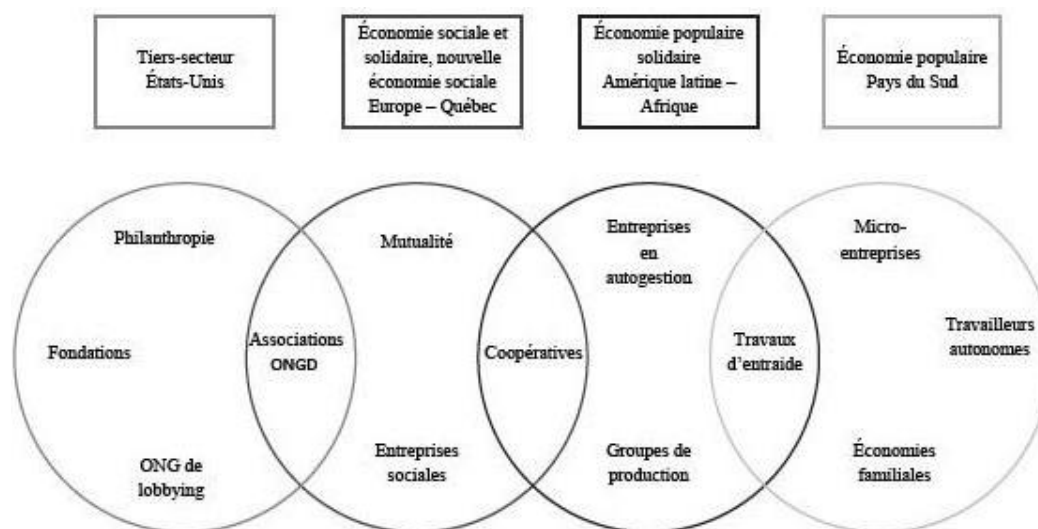 Tiers-secteur
États-Unis
Économie sociale et
solidaire, nouvelle
économie sociale
Europe – Québec
Économie populaire
solidaire
Amérique latine –
Afrique
Économie populaire
Pays du Sud
Philanthropie
Fondations
ONG de
lobbying
Associations
ONGD
Mutualité
Entreprises
sociales
Coopératives
Entreprises
en
autogestion
Groupes de
production
Travaux
d’entraide
Micro-
entreprises
Travailleurs
autonomes
Économies
familiales